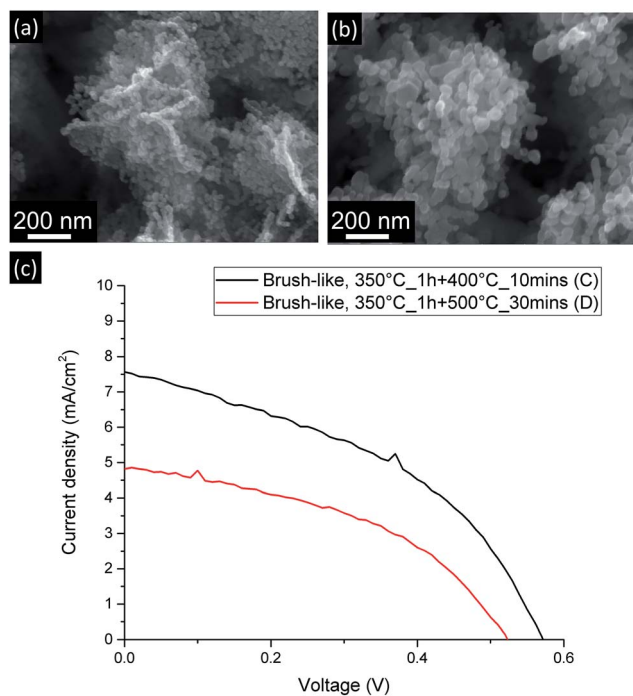 (a)
200 nm
(b)
200 nm
(c)
Brush-like, 350°C_1h+400°C_10mins (C)
Brush-like, 350°C_1h+500°C_30mins (D)
Current density (mA/cm²)
10
9
8
7
6
5
4
3
2
1
0
0.0
0.2
0.4
0.6
Voltage (V)